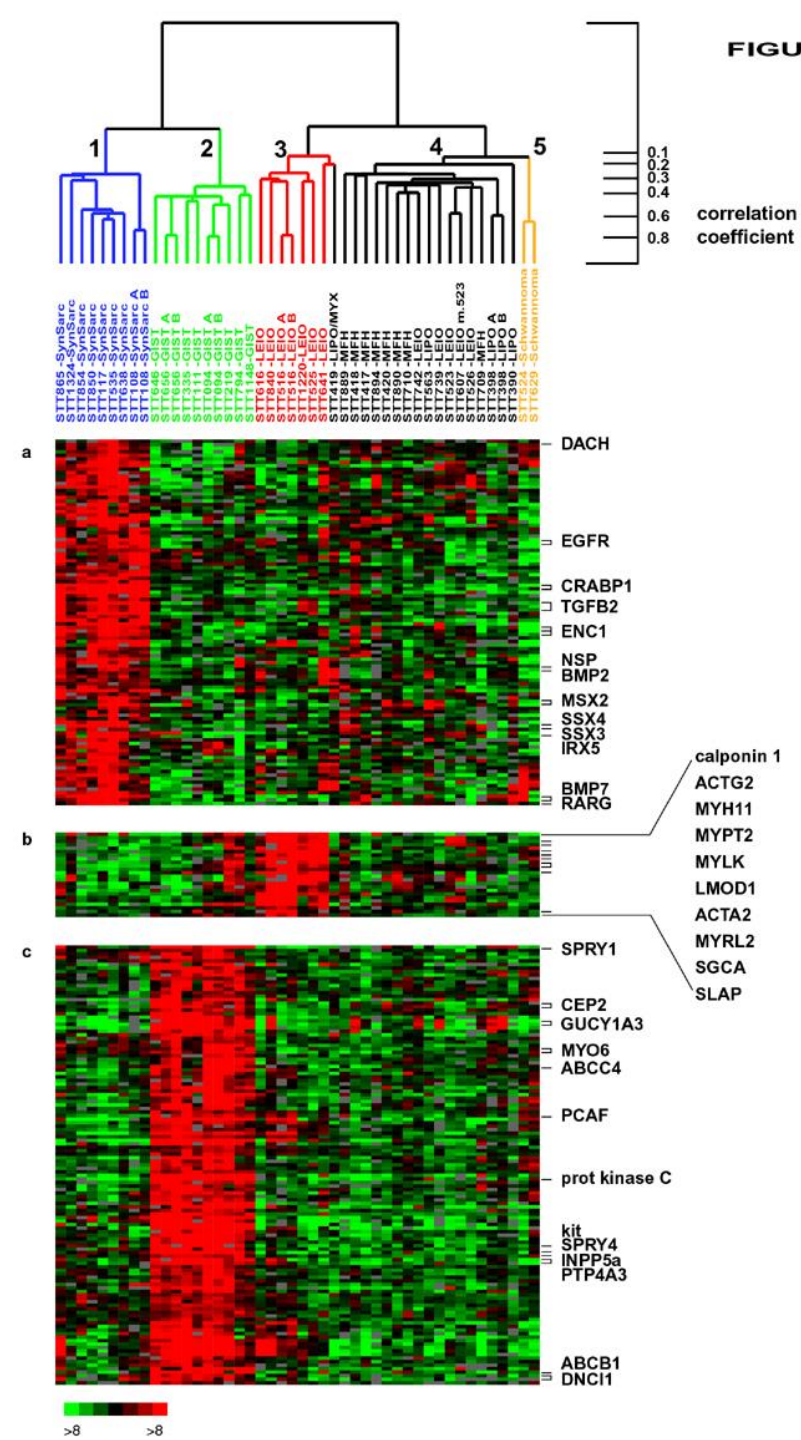 FIGU
1
2
3
4
5
0.1
0.2
0.3
0.4
0.6
0.8
correlation
coefficient
STT865 -SynSarc
STT1324-SynSarc
STT854 -SynSarc
STT850 -SynSarc
STT117 -SynSarc
STT535 -SynSarc
STT638 -SynSarc
STT108 -SynSarc A
STT108 -SynSarc B
STT646 -GIST
STT656 -GIST A
STT656 -GIST B
STT335 -GIST
STT111 -GIST
STT094 -GIST A
STT094 -GIST B
STT219 -GIST
STT794 -GIST
STT1148-GIST
STT616 -LEIO
STT840 -LEIO
STT516 -LEIO A
STT516 -LEIO B
STT1220-LEIO
STT525 -LEIO
STT641 -LEIO
STT419 -LIPO/MYX
STT889 -MFH
STT418 -MFH
STT741 -MFH
STT894 -MFH
STT420 -MFH
STT890 -MFH
STT710 -MFH
STT742 -LEIO
STT563 -LIPO
STT739 -LEIO
STT523 -LEIO
STT607 -LEIO m.523
STT526 -LEIO
STT709 -MFH
STT398 -LIPO A
STT398 -LIPO B
STT390 -LIPO
STT524 -Schwannoma
STT629 -Schwannoma
a
DACH
EGFR
CRABP1
TGFB2
ENC1
NSP
BMP2
MSX2
SSX4
SSX3
IRX5
BMP7
RARG
b
calponin 1
ACTG2
MYH11
MYPT2
MYLK
LMOD1
ACTA2
MYRL2
SGCA
SLAP
c
SPRY1
CEP2
GUCY1A3
MYO6
ABCC4
PCAF
prot kinase C
kit
SPRY4
INPP5a
PTP4A3
ABCB1
DNCI1
>8 >8